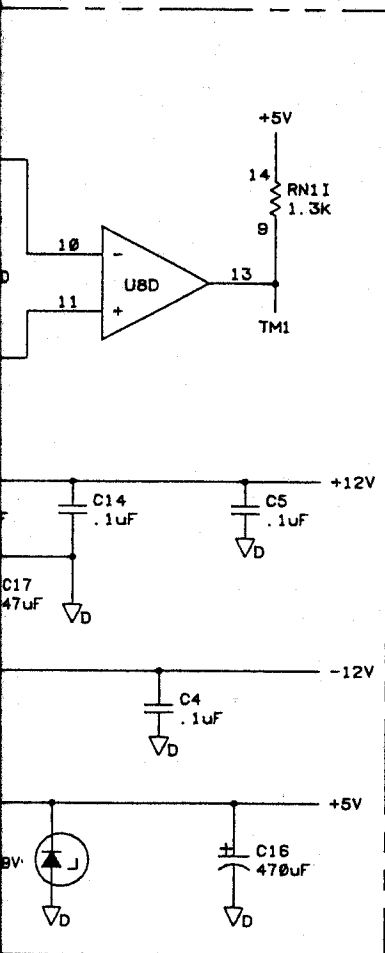 +5V
14
RN1I
1.3K
9
10
-
U8D
13
11
+
TM1
D
+12V
C14
.1uF
C5
.1uF
F
D
C17
47uF
D
-12V
C4
.1uF
D
+5V
+
C16
470uF
D
D